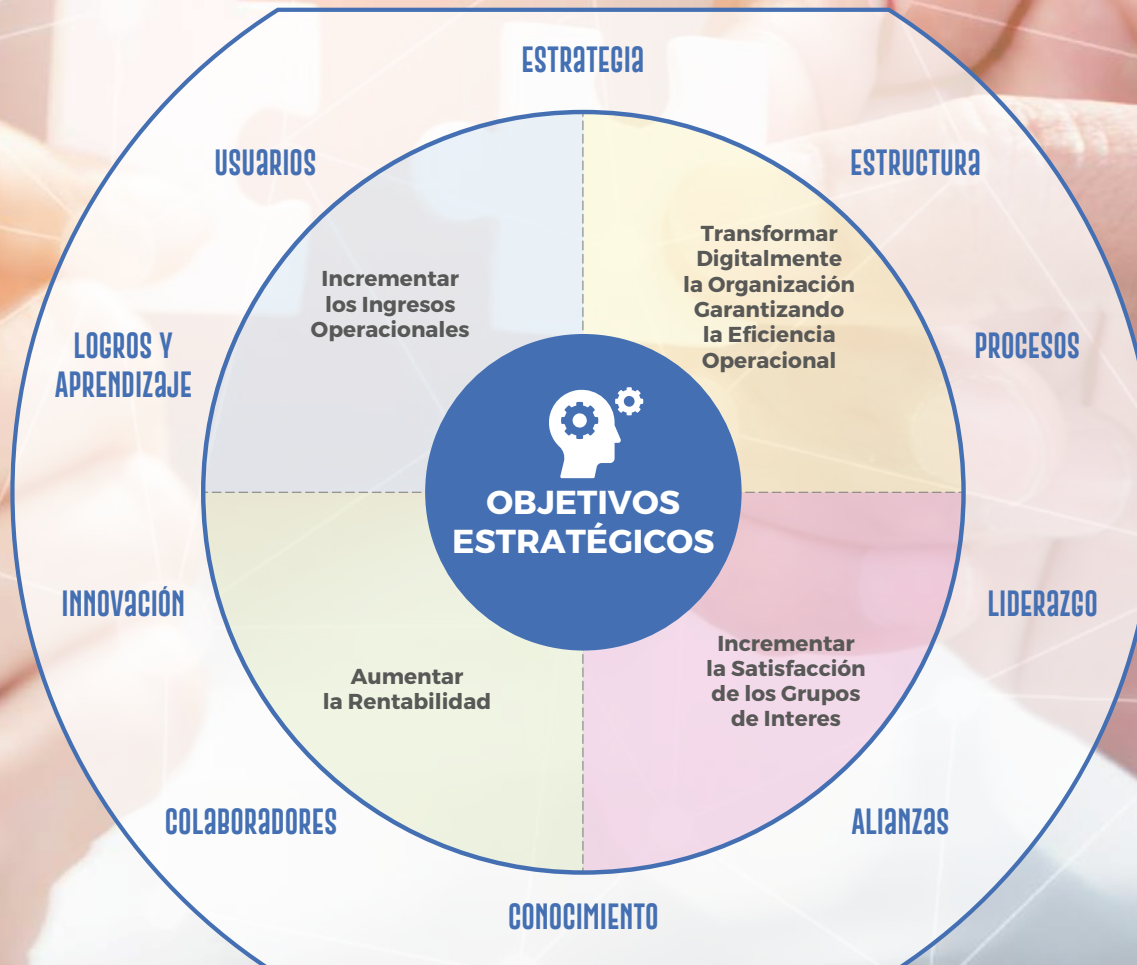 ESTRATEGIA
USUARIOS
ESTRUCTURA
Incrementar
los Ingresos
Operacionales
Transformar
Digitalmente
la Organización
Garantizando
la Eficiencia
Operacional
LOGROS Y
APRENDIZAJE
PROCESOS
OBJETIVOS
ESTRATÉGICOS
INNOVACIÓN
LIDERAZGO
Aumentar
la Rentabilidad
Incrementar
la Satisfacción
de los Grupos
de Interes
COLABORADORES
ALIANZAS
CONOCIMIENTO